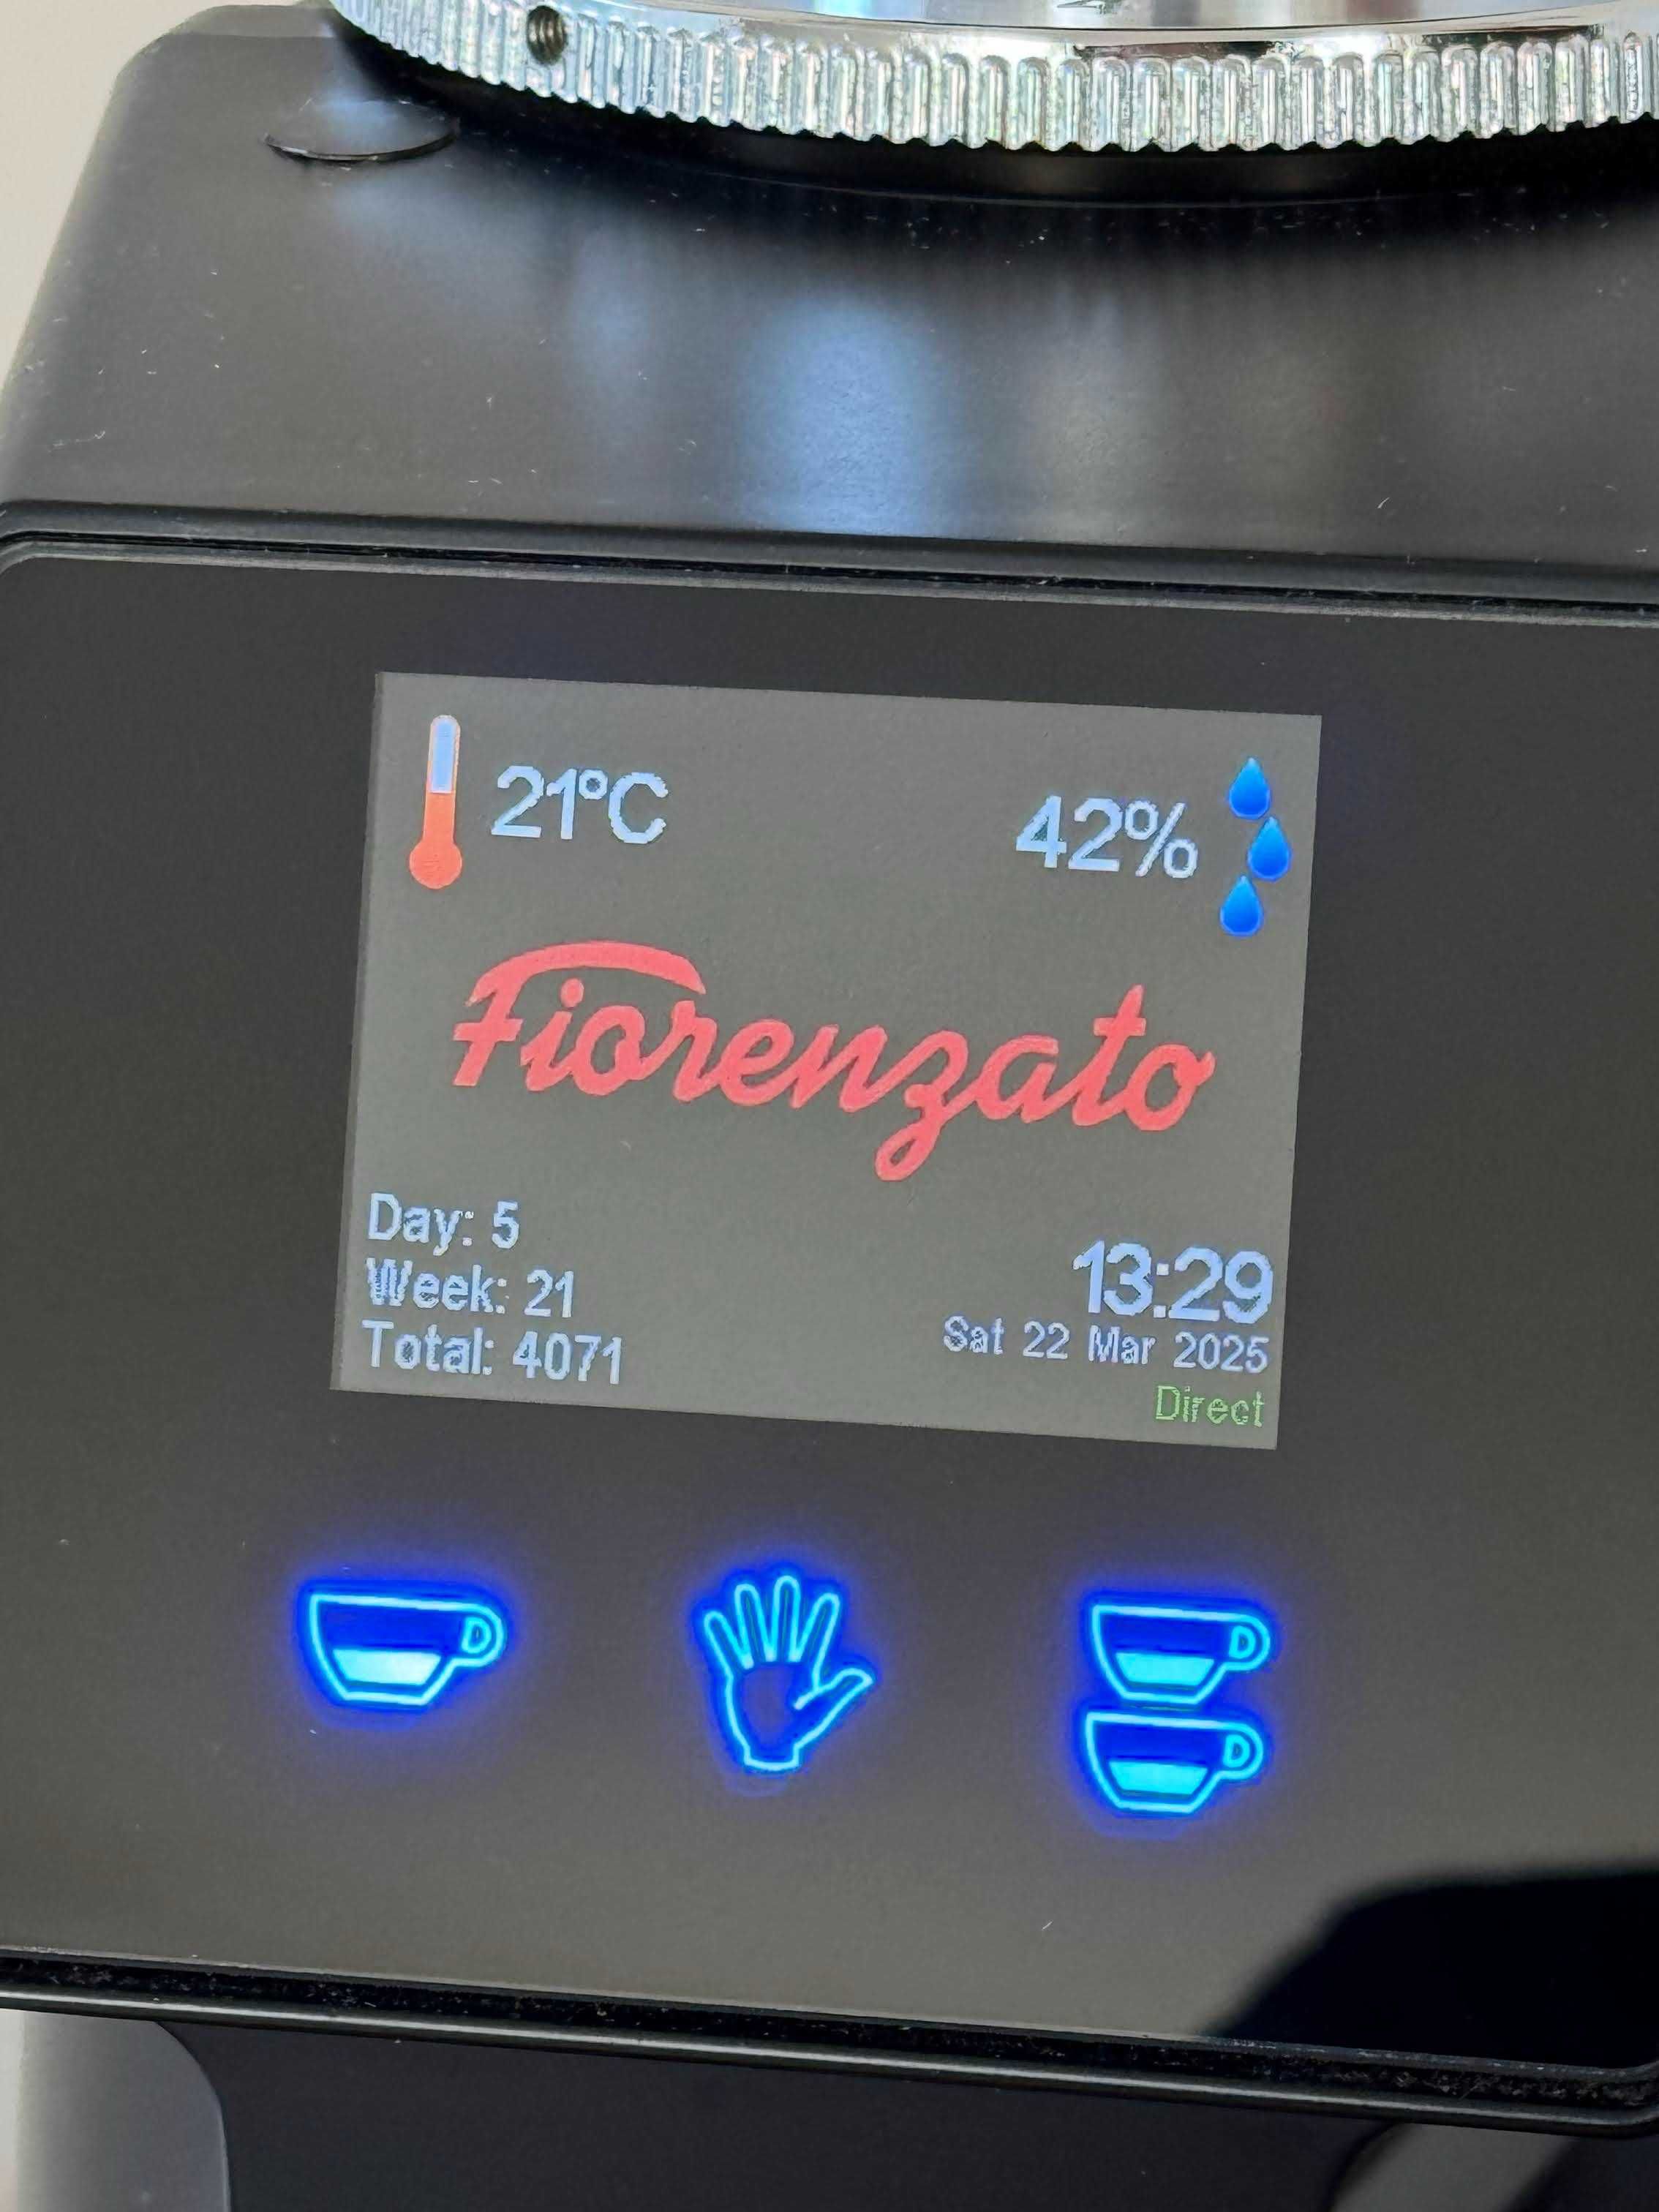 21°C
42%
Fiorenzato
Day: 5
Week: 21
Total: 4071
13:29
Sat 22 Mar 2025
Direct